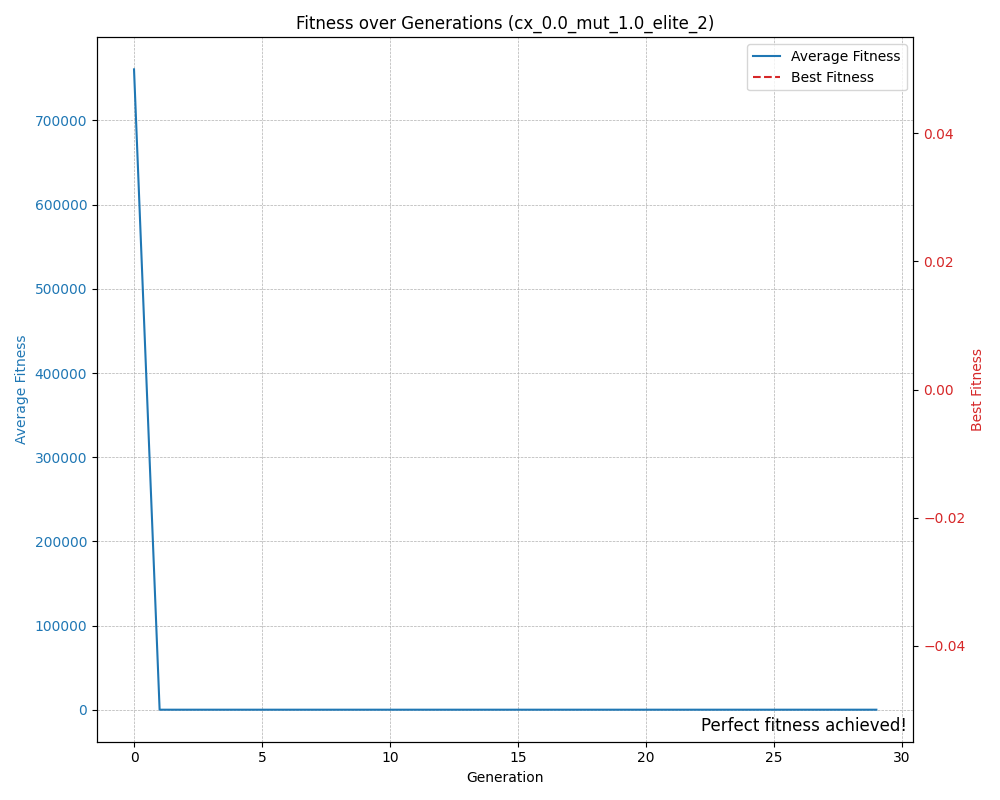 Fitness over Generations (cx_0.0_mut_1.0_elite_2)
Average Fitness
Best Fitness
700000
600000
500000
400000
300000
200000
100000
0
Average Fitness
0.04
0.02
0.00
−0.02
−0.04
Best Fitness
Perfect fitness achieved!
0 5 10 15 20 25 30
Generation